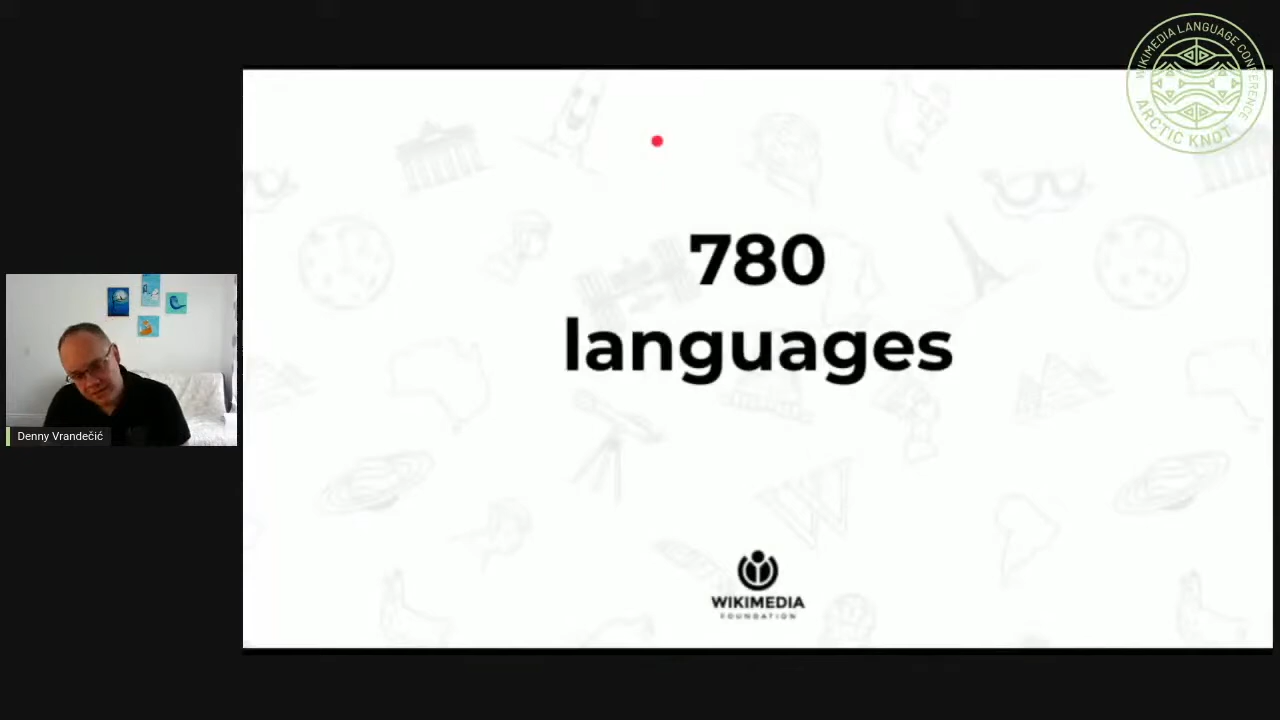 WIKIMEDIA LANGUAGE CONFERENCE
ARCTIC KNOT
780
languages
Denny Vrandečić
W
WIKIMEDIA
FOUNDATION